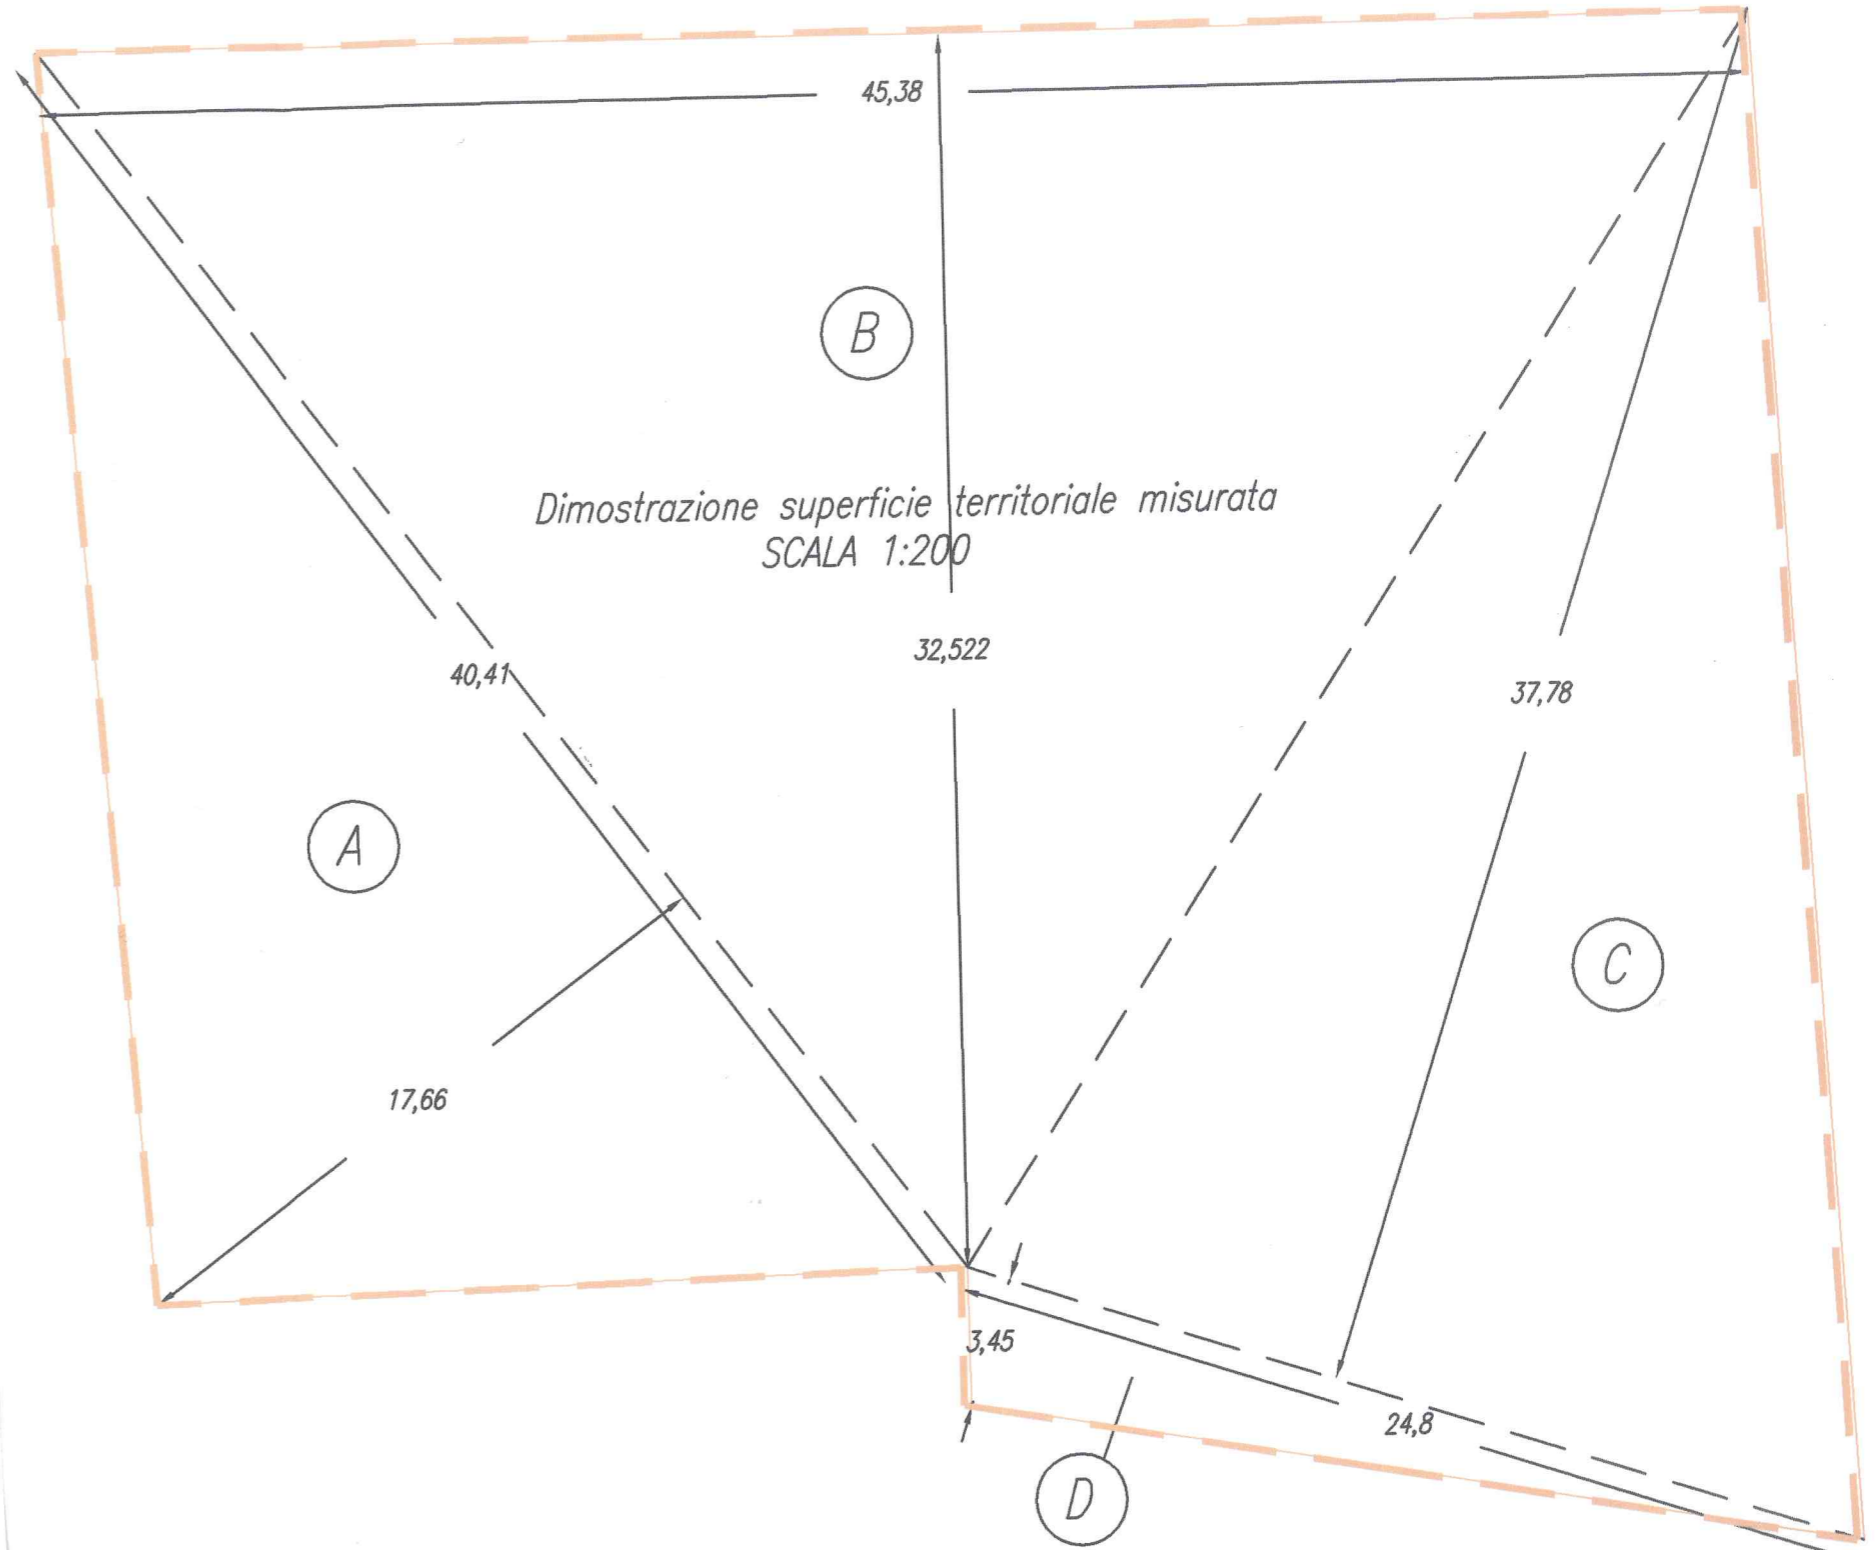 45,38
B
Dimostrazione superficie territoriale misurata
SCALA 1:200
32,522
40,41
37,78
A
C
17,66
3,45
24,8
D